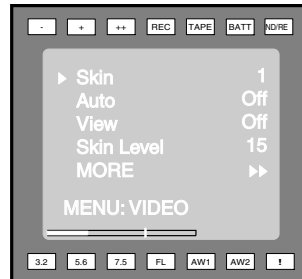 - + ++ REC TAPE BATT ND/RE
Skin 1
Auto Off
View Off
Skin Level 15
MORE
MENU: VIDEO
3.2 5.6 7.5 FL AW1 AW2 !